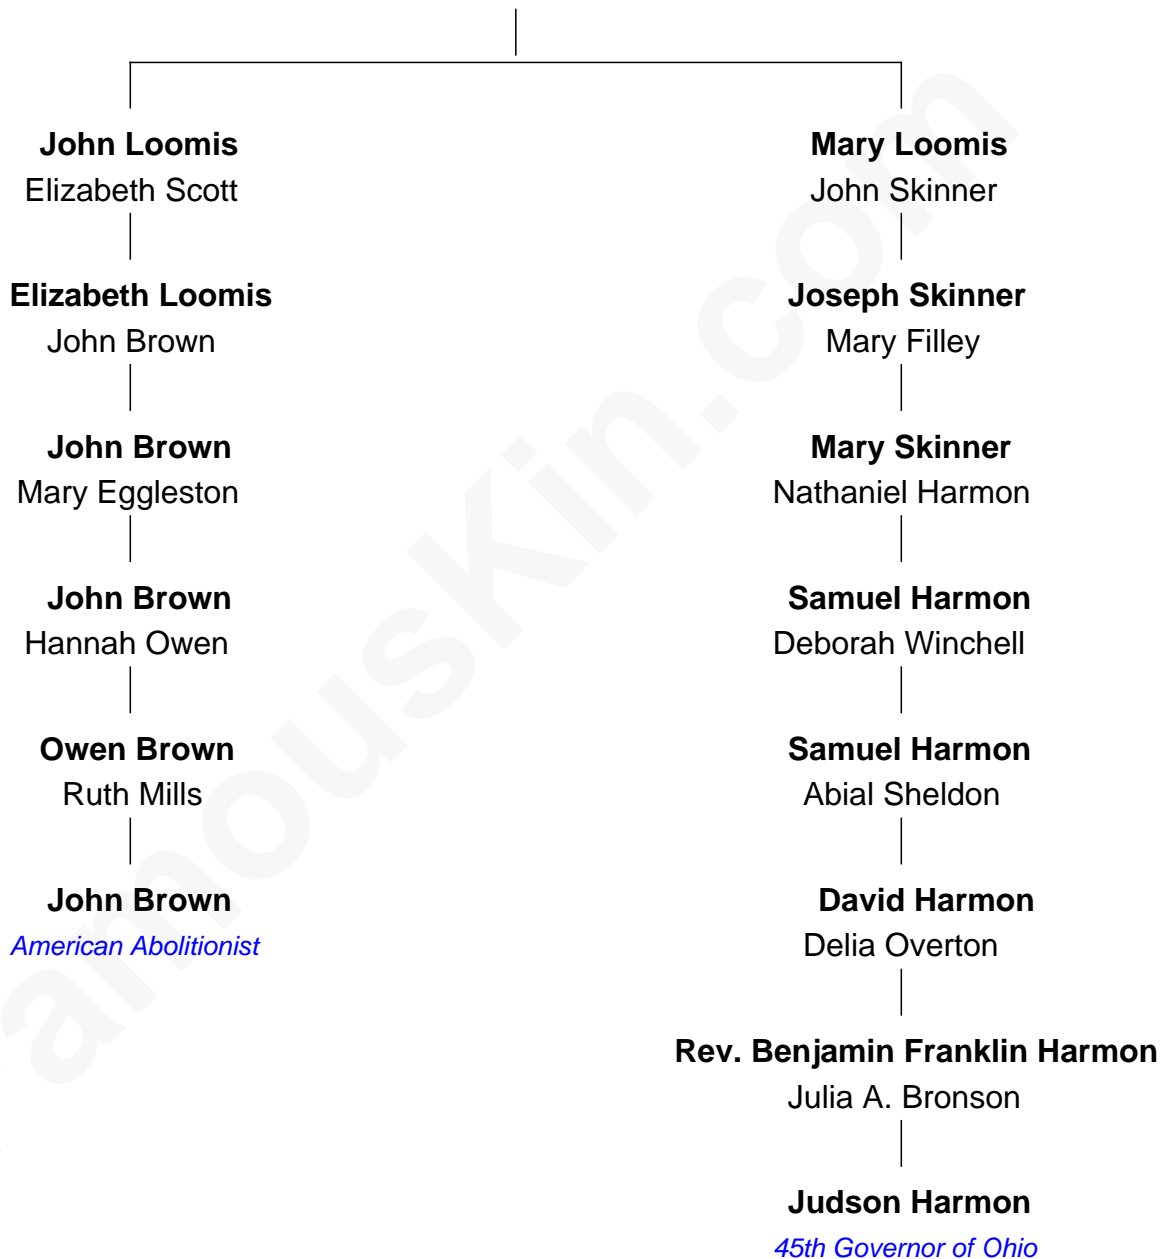 John Loomis
Elizabeth Scott
Elizabeth Loomis
John Brown
John Brown
Mary Eggleston
John Brown
Hannah Owen
Owen Brown
Ruth Mills
John Brown
American Abolitionist
Mary Loomis
John Skinner
Joseph Skinner
Mary Filley
Mary Skinner
Nathaniel Harmon
Samuel Harmon
Deborah Winchell
Samuel Harmon
Abial Sheldon
David Harmon
Delia Overton
Rev. Benjamin Franklin Harmon
Julia A. Bronson
Judson Harmon
45th Governor of Ohio
amouskin.com